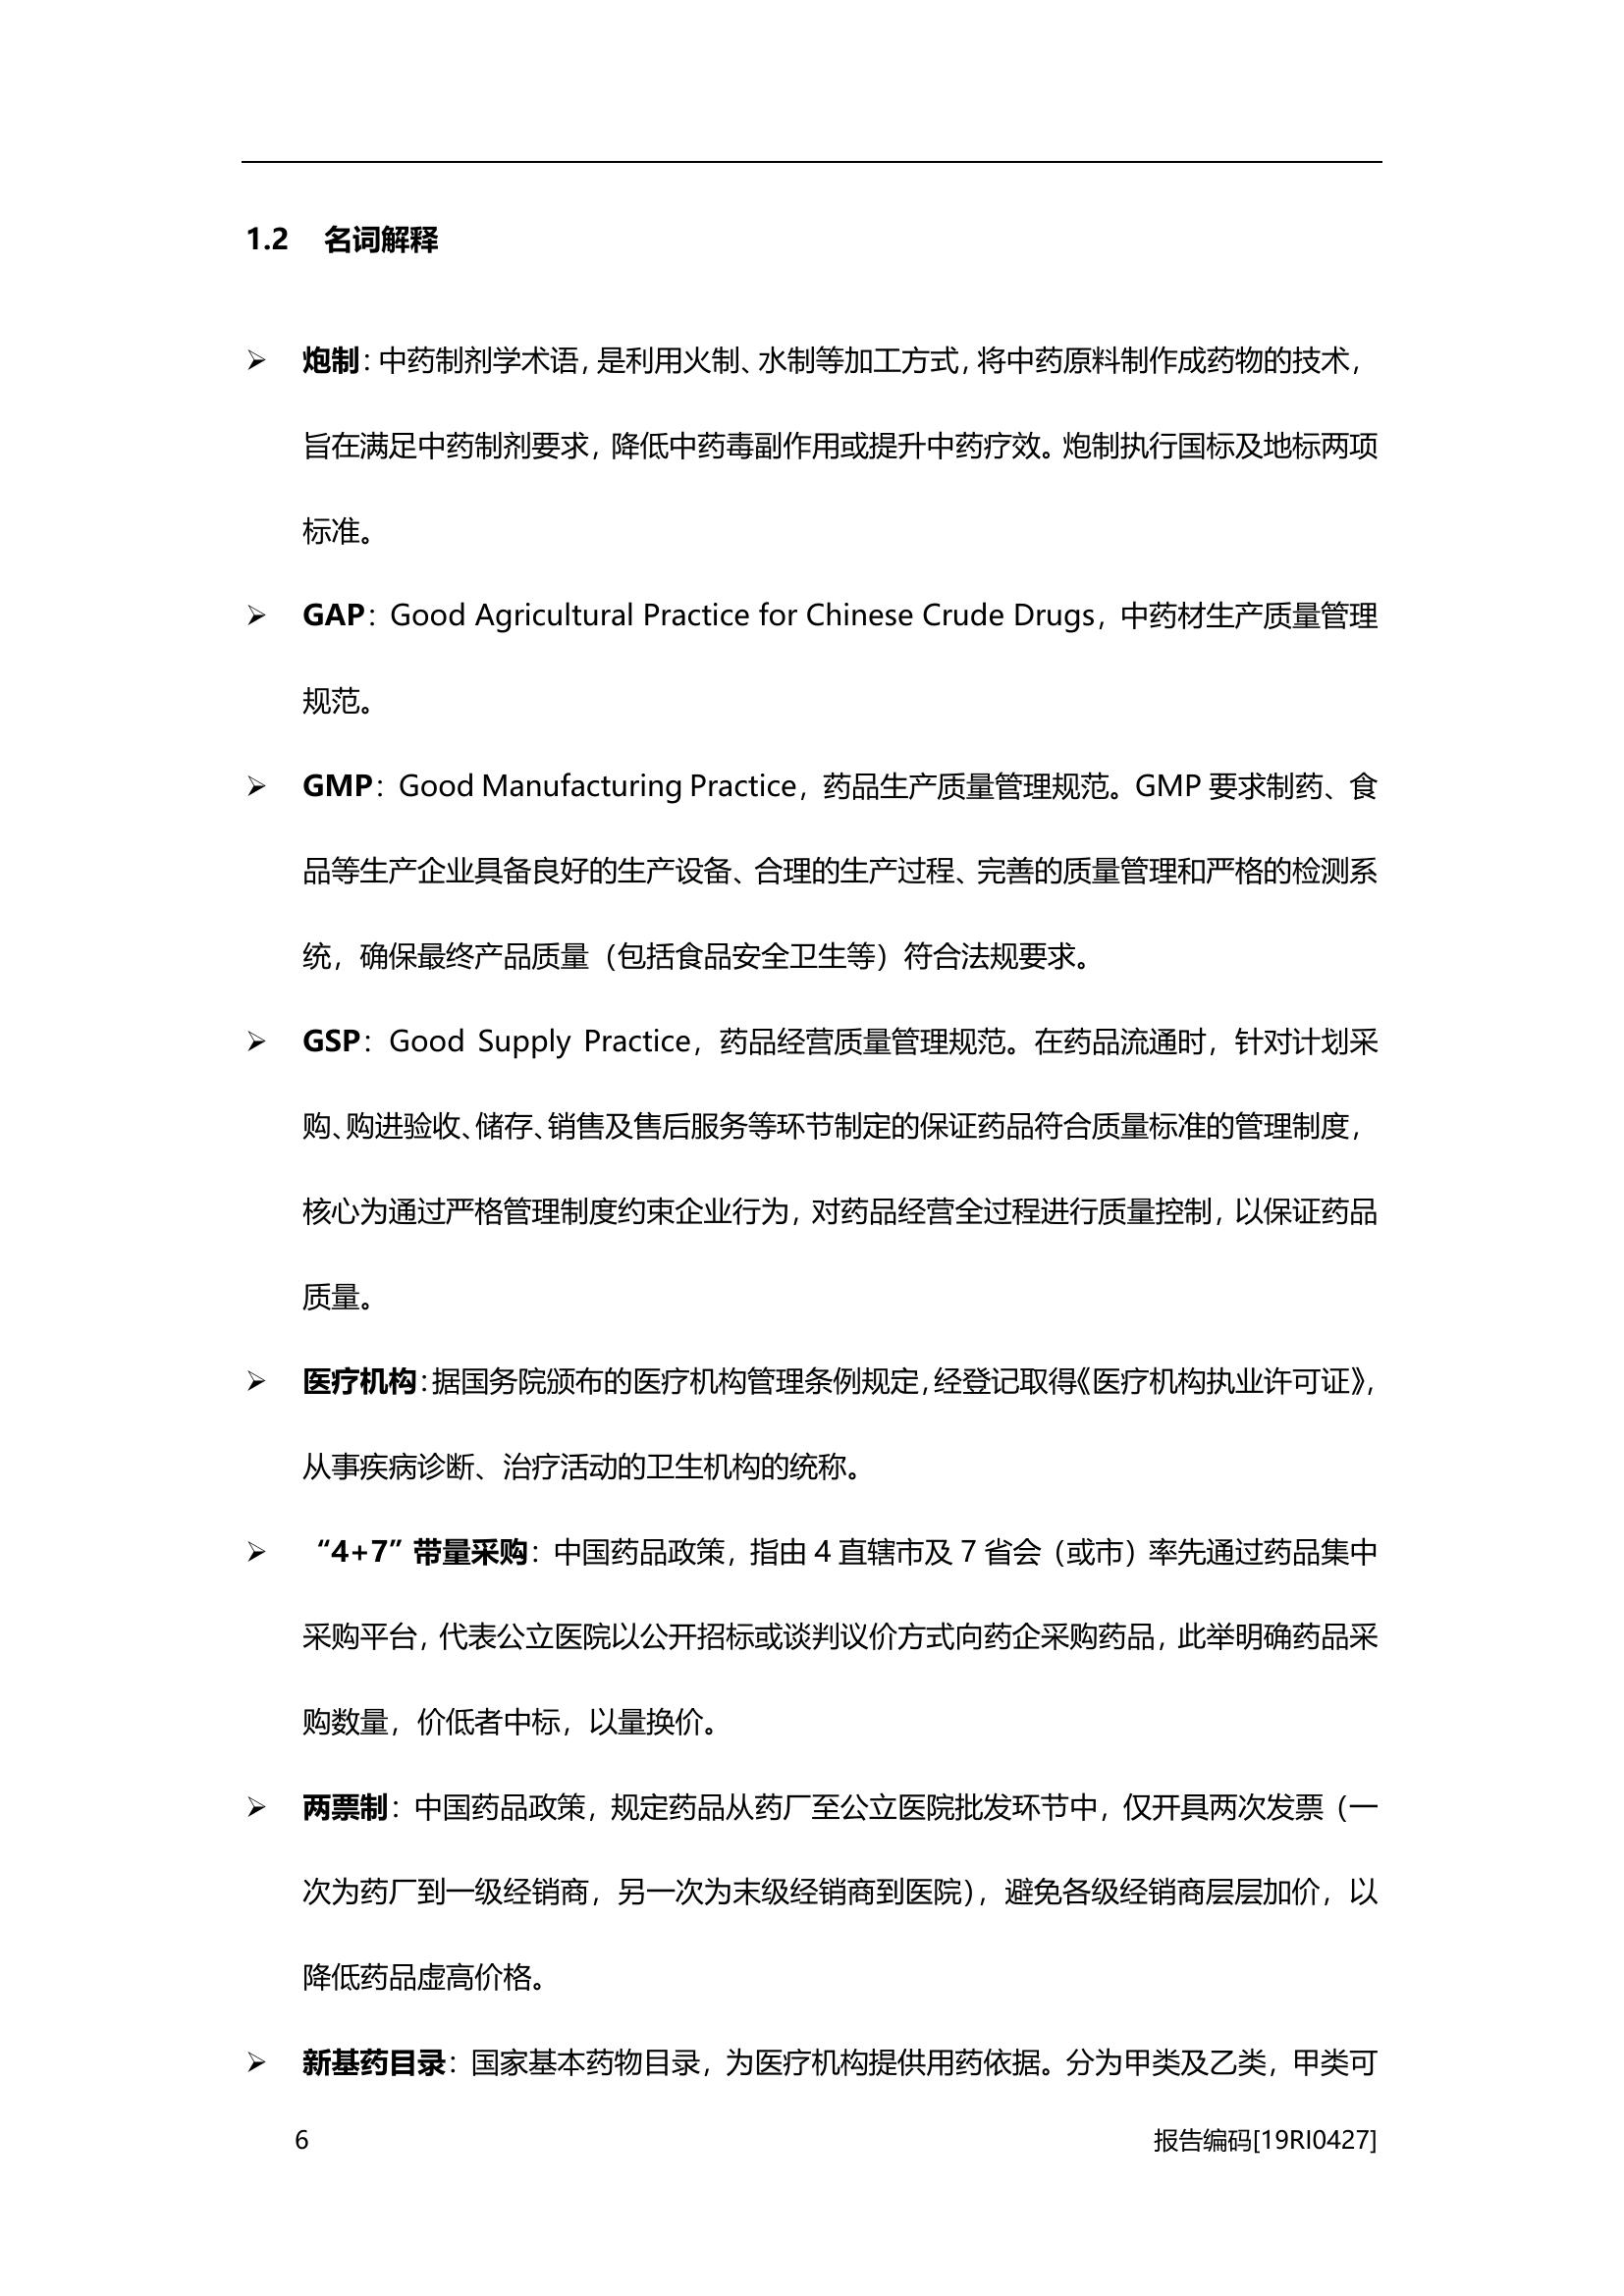 1.2 名词解释
➢ 炮制：中药制剂学术语，是利用火制、水制等加工方式，将中药原料制作成药物的技术，
旨在满足中药制剂要求，降低中药毒副作用或提升中药疗效。炮制执行国标及地标两项
标准。
➢ GAP：Good Agricultural Practice for Chinese Crude Drugs，中药材生产质量管理
规范。
➢ GMP：Good Manufacturing Practice，药品生产质量管理规范。GMP 要求制药、食
品等生产企业具备良好的生产设备、合理的生产过程、完善的质量管理和严格的检测系
统，确保最终产品质量（包括食品安全卫生等）符合法规要求。
➢ GSP：Good Supply Practice，药品经营质量管理规范。在药品流通时，针对计划采
购、购进验收、储存、销售及售后服务等环节制定的保证药品符合质量标准的管理制度，
核心为通过严格管理制度约束企业行为，对药品经营全过程进行质量控制，以保证药品
质量。
➢ 医疗机构：据国务院颁布的医疗机构管理条例规定，经登记取得《医疗机构执业许可证》，
从事疾病诊断、治疗活动的卫生机构的统称。
➢ “4+7”带量采购：中国药品政策，指由 4 直辖市及 7 省会（或市）率先通过药品集中
采购平台，代表公立医院以公开招标或谈判议价方式向药企采购药品，此举明确药品采
购数量，价低者中标，以量换价。
➢ 两票制：中国药品政策，规定药品从药厂至公立医院批发环节中，仅开具两次发票（一
次为药厂到一级经销商，另一次为末级经销商到医院），避免各级经销商层层加价，以
降低药品虚高价格。
➢ 新基药目录：国家基本药物目录，为医疗机构提供用药依据。分为甲类及乙类，甲类可
6 报告编码[19RI0427]